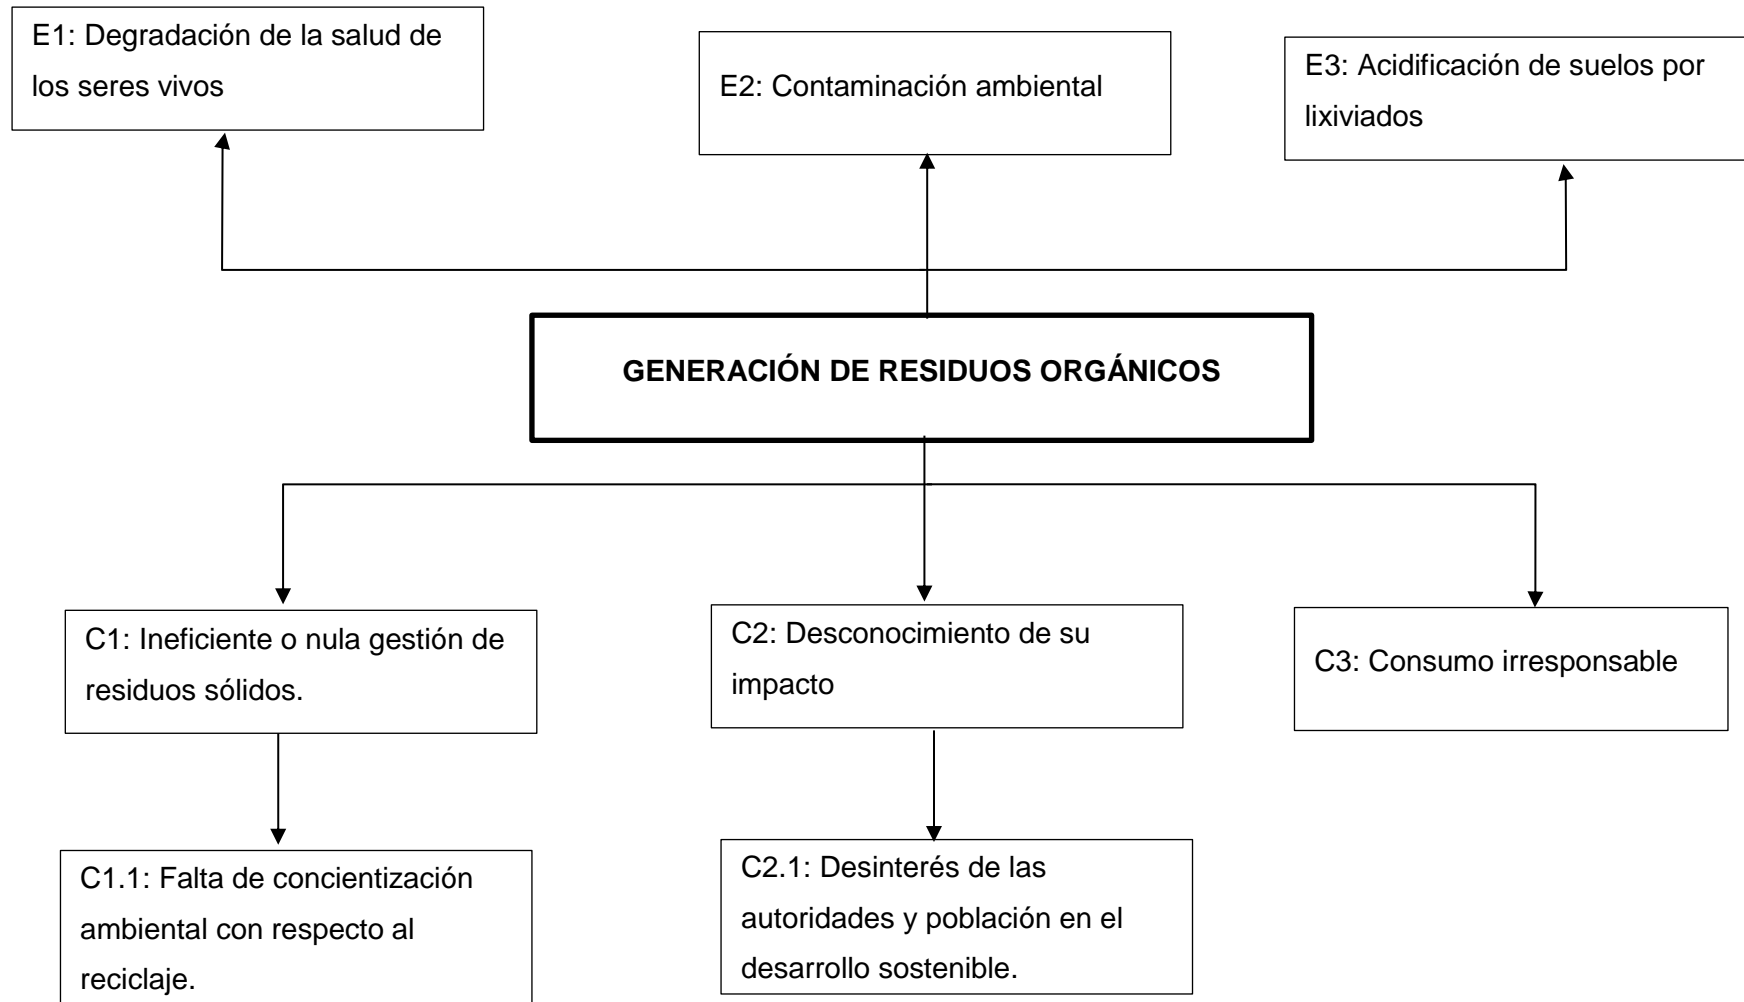 E1: Degradación de la salud de
los seres vivos
E2: Contaminación ambiental
E3: Acidificación de suelos por
lixiviados
GENERACIÓN DE RESIDUOS ORGÁNICOS
C1: Ineficiente o nula gestión de
residuos sólidos.
C2: Desconocimiento de su
impacto
C3: Consumo irresponsable
C1.1: Falta de concientización
ambiental con respecto al
reciclaje.
C2.1: Desinterés de las
autoridades y población en el
desarrollo sostenible.